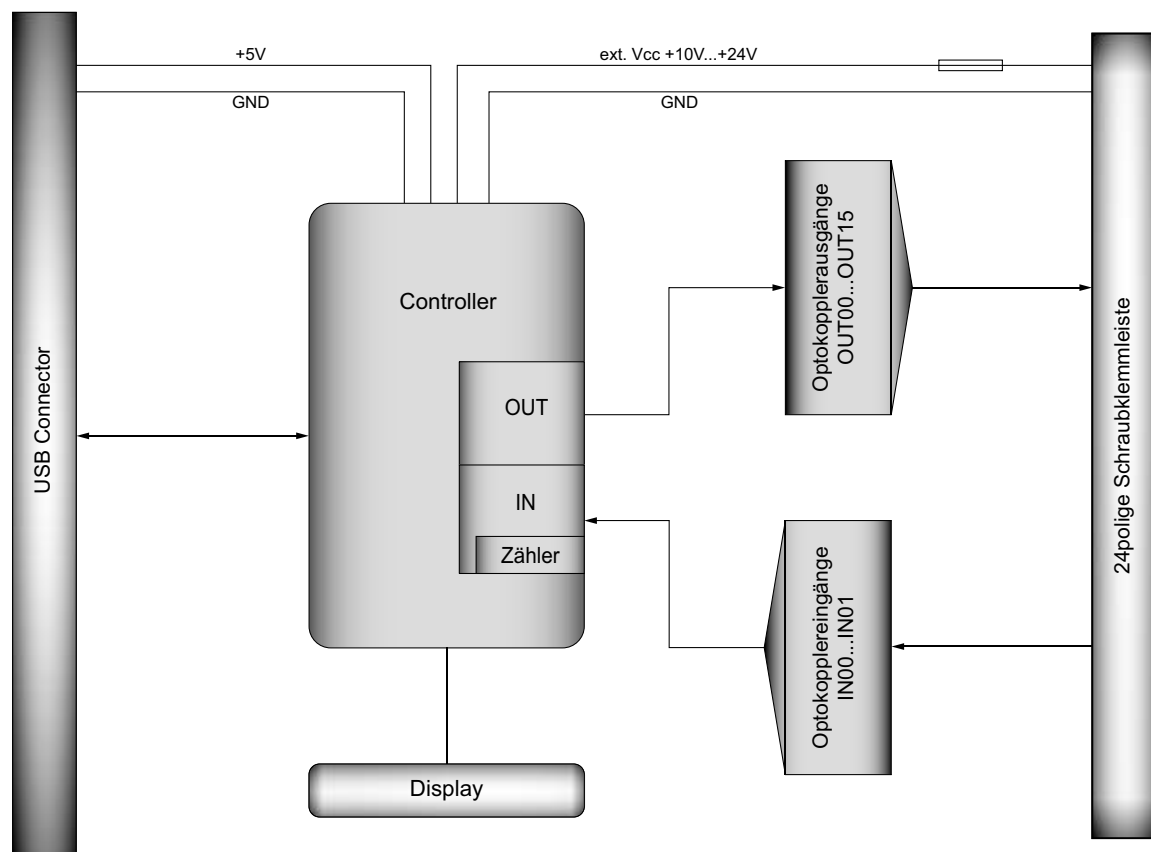 +5V
GND
ext. Vcc +10V...+24V
GND
USB Connector
Controller
OUT
IN
Zähler
Display
Optokopplerausgänge
OUT00...OUT15
Optokopplereingänge
IN00...IN01
24polige Schraubklemmleiste